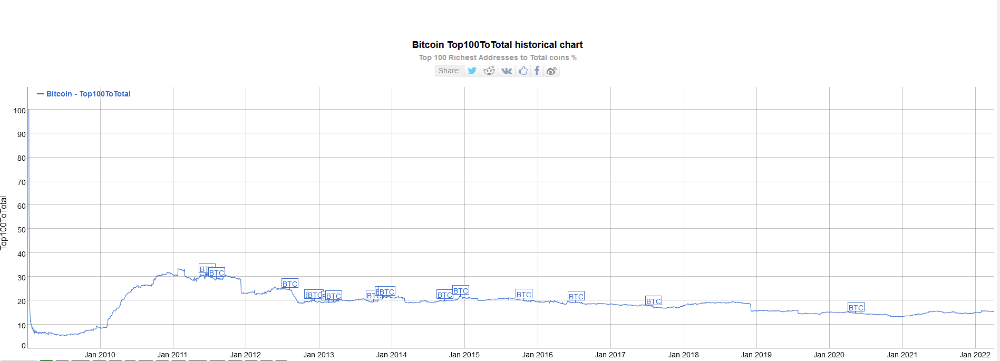 Bitcoin Top100ToTotal historical chart
Top 100 Richest Addresses to Total coins %
Share:
Bitcoin - Top100ToTotal
Top100ToTotal
100
90
80
70
60
50
40
30
20
10
0
BTC
BTC
BTC
BTC
BTC
BTC
BTC
BTC
BTC
BTC
BTC
BTC
BTC
Jan 2010 Jan 2011 Jan 2012 Jan 2013 Jan 2014 Jan 2015 Jan 2016 Jan 2017 Jan 2018 Jan 2019 Jan 2020 Jan 2021 Jan 2022